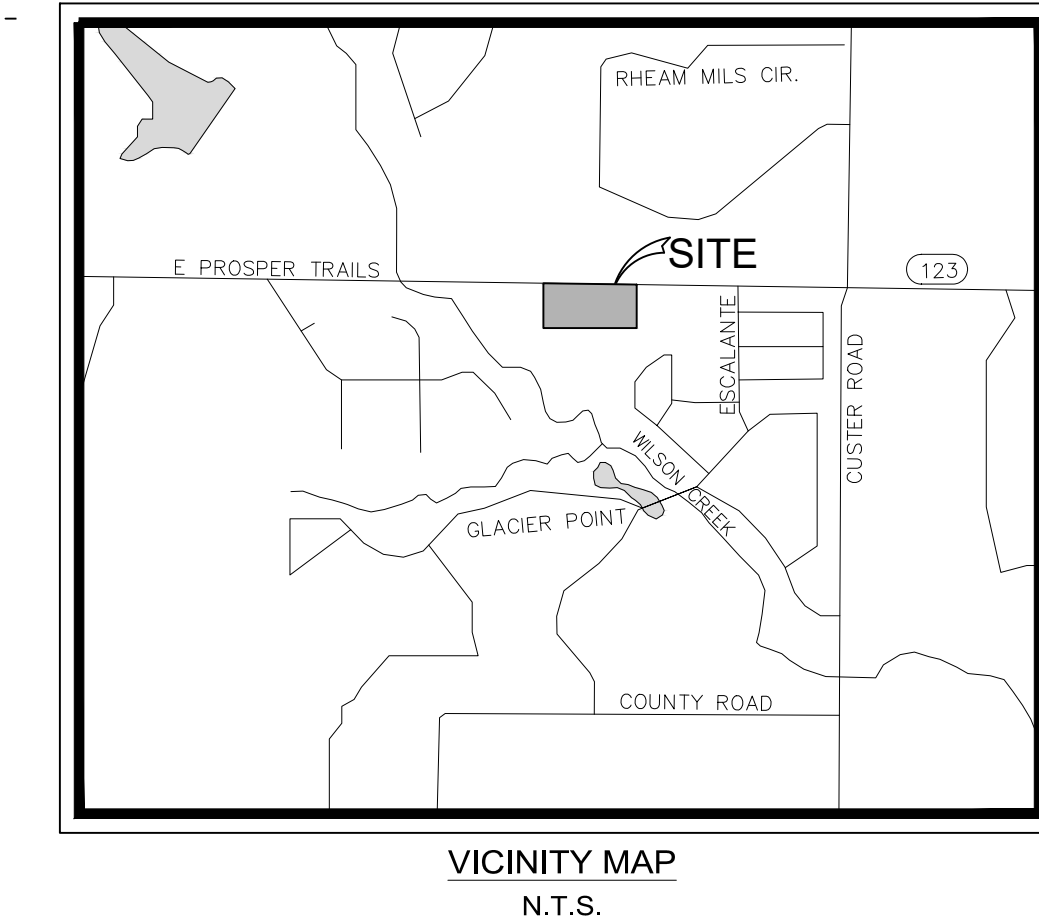 RHEAM MILS CIR.
SITE
E PROSPER TRAILS
123
ESCALANTE
CUSTER ROAD
WILSON CREEK
GLACIER POINT
COUNTY ROAD
VICINITY MAP
N.T.S.